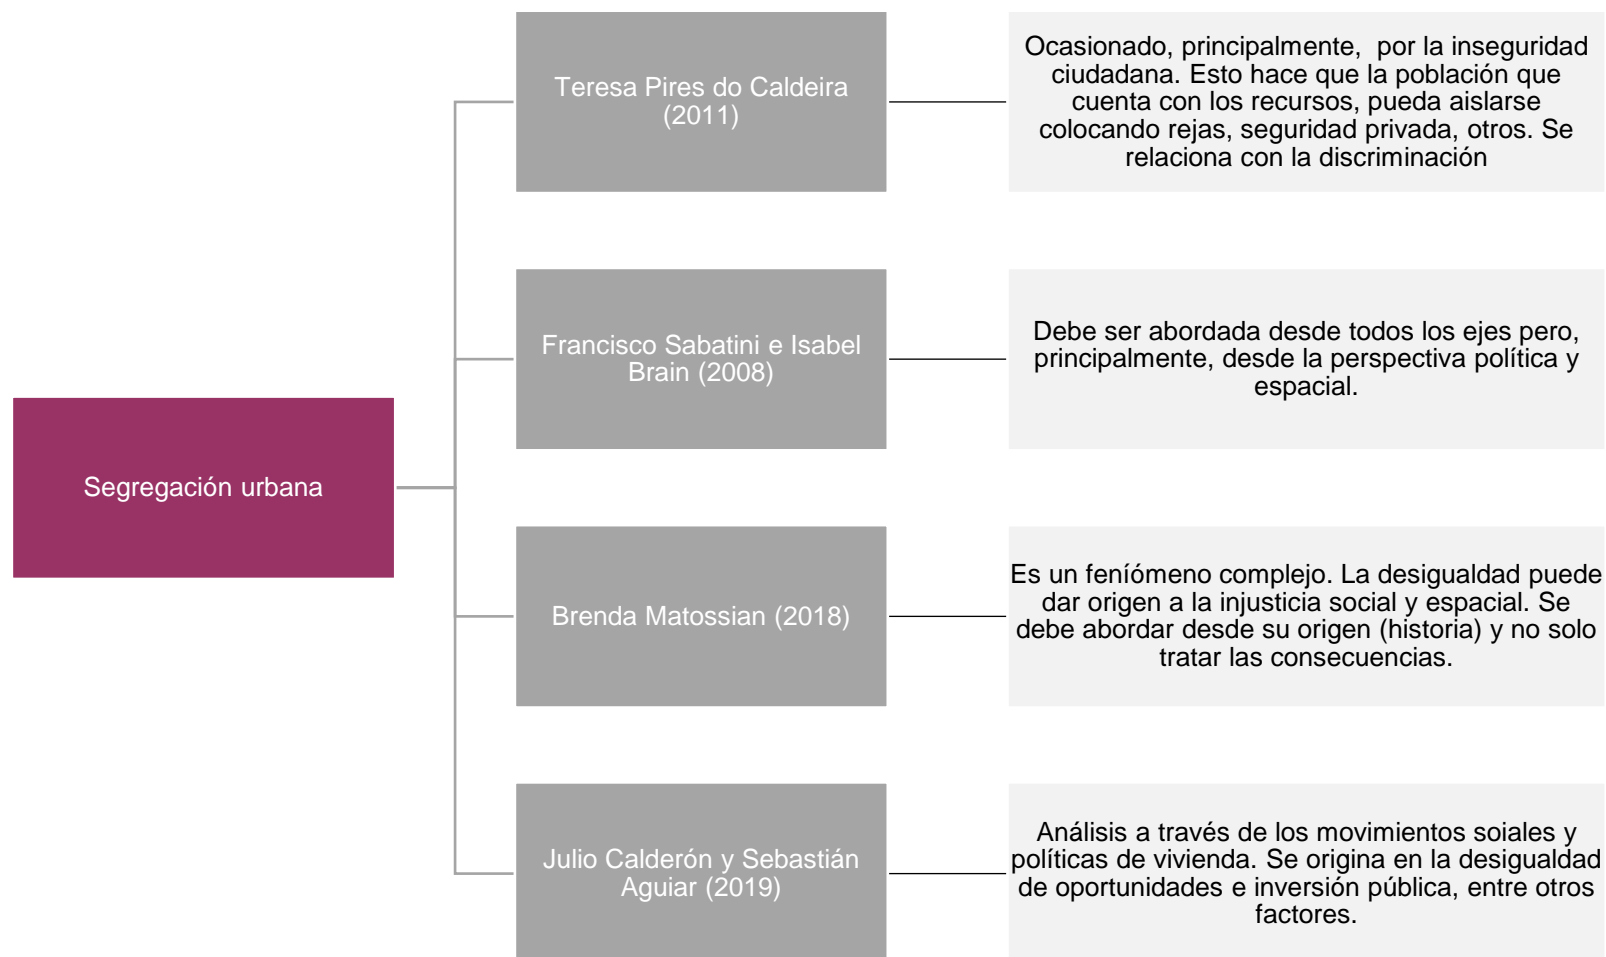 Segregación urbana
Teresa Pires do Caldeira
(2011)
Ocasionado, principalmente,  por la inseguridad
ciudadana. Esto hace que la población que
cuenta con los recursos, pueda aislarse
colocando rejas, seguridad privada, otros. Se
relaciona con la discriminación
Francisco Sabatini e Isabel
Brain (2008)
Debe ser abordada desde todos los ejes pero,
principalmente, desde la perspectiva política y
espacial.
Brenda Matossian (2018)
Es un feníómeno complejo. La desigualdad puede
dar origen a la injusticia social y espacial. Se
debe abordar desde su origen (historia) y no solo
tratar las consecuencias.
Julio Calderón y Sebastián
Aguiar (2019)
Análisis a través de los movimientos soiales y
políticas de vivienda. Se origina en la desigualdad
de oportunidades e inversión pública, entre otros
factores.